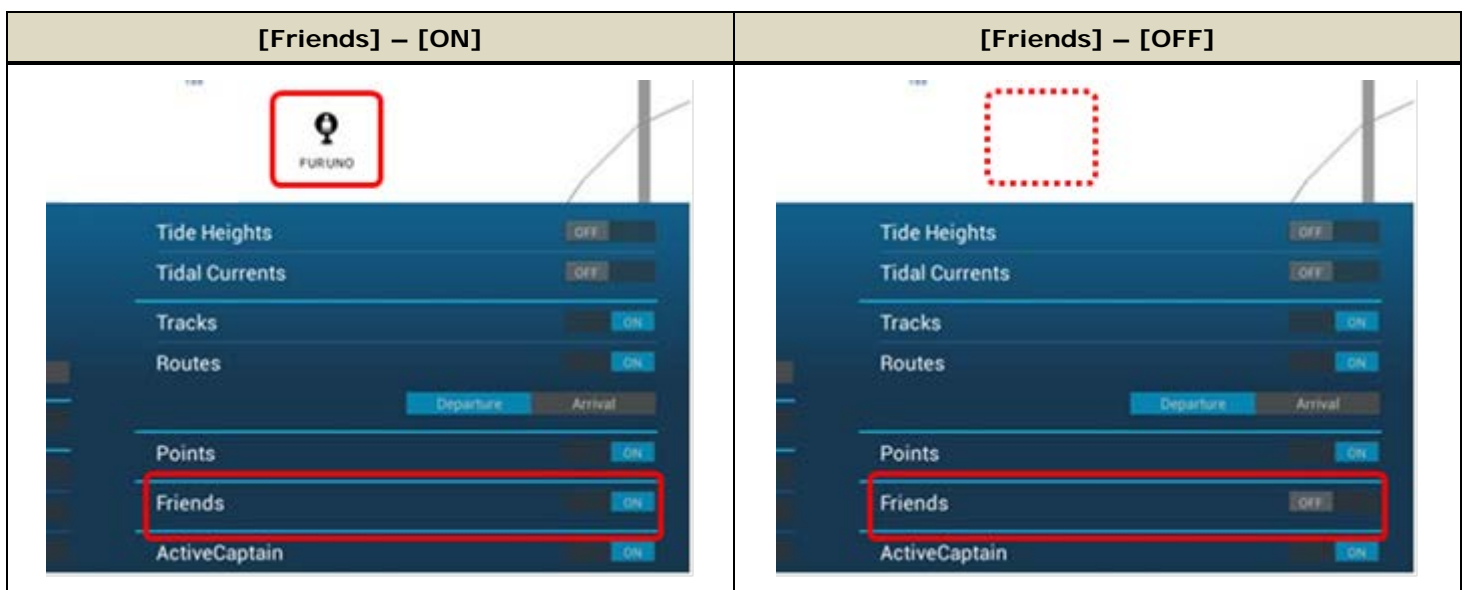 [Friends] – [ON]
[Friends] – [OFF]
FURUNO
Tide Heights OFF
Tidal Currents OFF
Tracks ON
Routes ON
Departure Arrival
Points ON
Friends ON
ActiveCaptain ON
Tide Heights OFF
Tidal Currents OFF
Tracks ON
Routes ON
Departure Arrival
Points ON
Friends OFF
ActiveCaptain ON